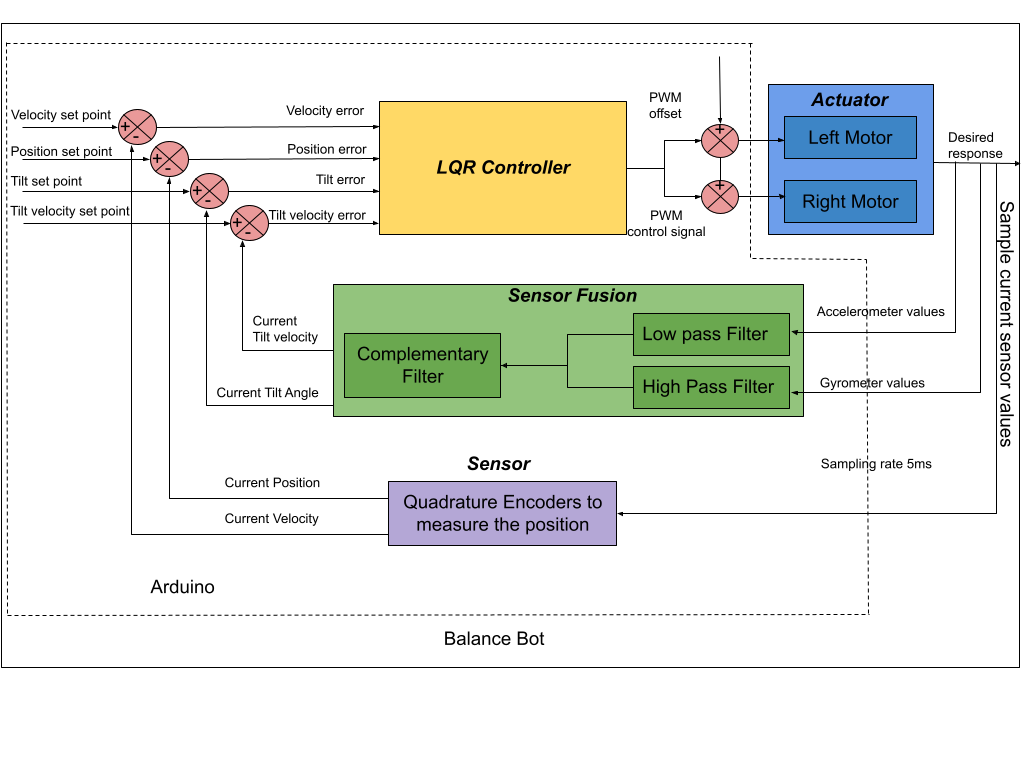 Velocity set point
Position set point
Tilt set point
Tilt velocity set point
+
-
+
-
+
-
+
-
Velocity error
Position error
Tilt error
Tilt velocity error
LQR Controller
PWM
offset
PWM
control signal
+
+
+
Actuator
Left Motor
Right Motor
Desired
response
Sample current sensor values
Sensor Fusion
Complementary
Filter
Low pass Filter
High Pass Filter
Accelerometer values
Gyrometer values
Current
Tilt velocity
Current Tilt Angle
Sampling rate 5ms
Sensor
Quadrature Encoders to
measure the position
Current Position
Current Velocity
Arduino
Balance Bot